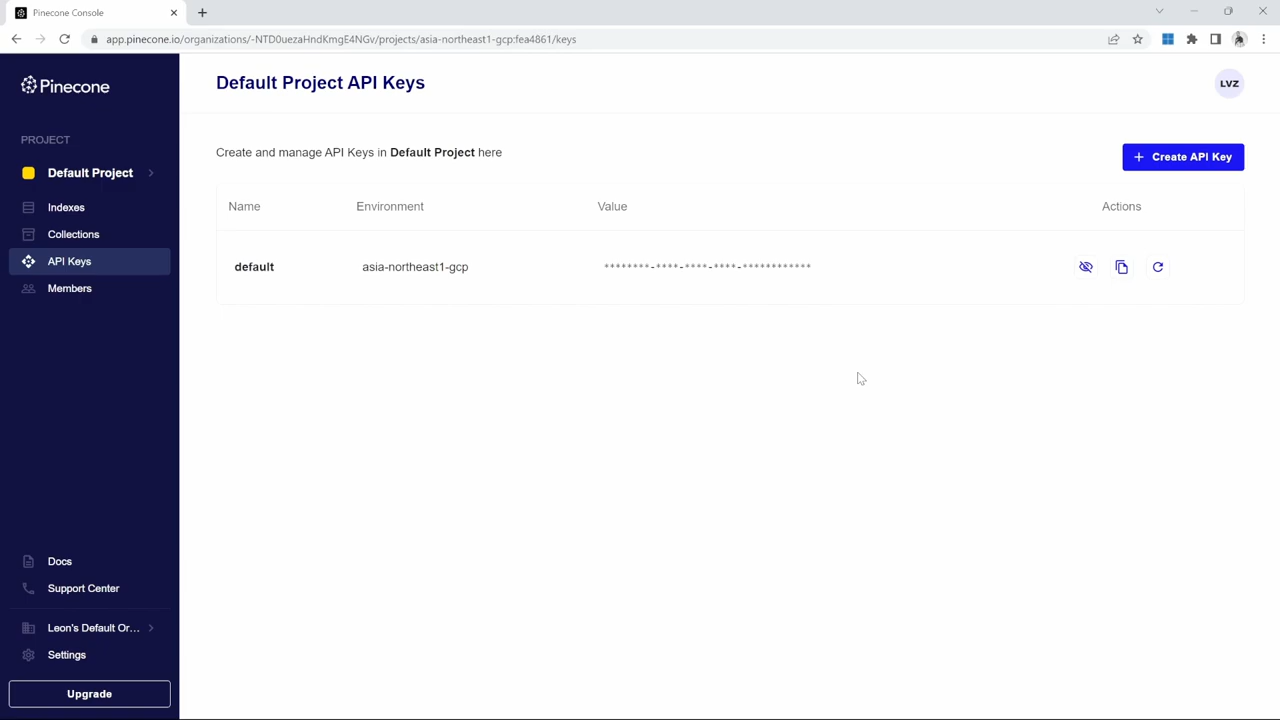 Pinecone Console
app.pinecone.io/organizations/-NTD0uezaHndKmgE4NGv/projects/asia-northeast1-gcp:fea4861/keys
Pinecone
Default Project API Keys
LVZ
PROJECT
Default Project
Indexes
Collections
API Keys
Members
Create and manage API Keys in Default Project here
+ Create API Key
Name Environment Value Actions
default asia-northeast1-gcp ********-****-****-****-************
Docs
Support Center
Leon's Default Or...
Settings
Upgrade